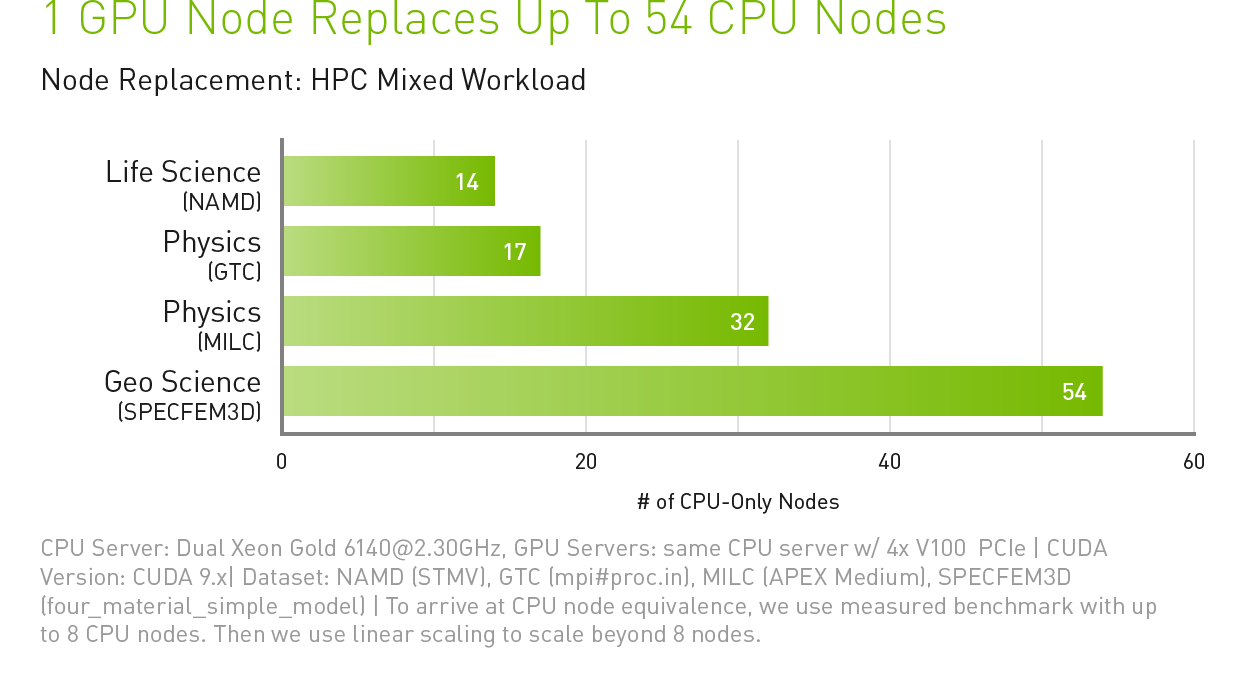 1 GPU Node Replaces Up To 54 CPU Nodes
Node Replacement: HPC Mixed Workload
Life Science
(NAMD)
14
Physics
(GTC)
17
Physics
(MILC)
32
Geo Science
(SPECFEM3D)
54
0 20 40 60
# of CPU-Only Nodes
CPU Server: Dual Xeon Gold 6140@2.30GHz, GPU Servers: same CPU server w/ 4x V100  PCIe | CUDA
Version: CUDA 9.x| Dataset: NAMD (STMV), GTC (mpi#proc.in), MILC (APEX Medium), SPECFEM3D
(four_material_simple_model) | To arrive at CPU node equivalence, we use measured benchmark with up
to 8 CPU nodes. Then we use linear scaling to scale beyond 8 nodes.